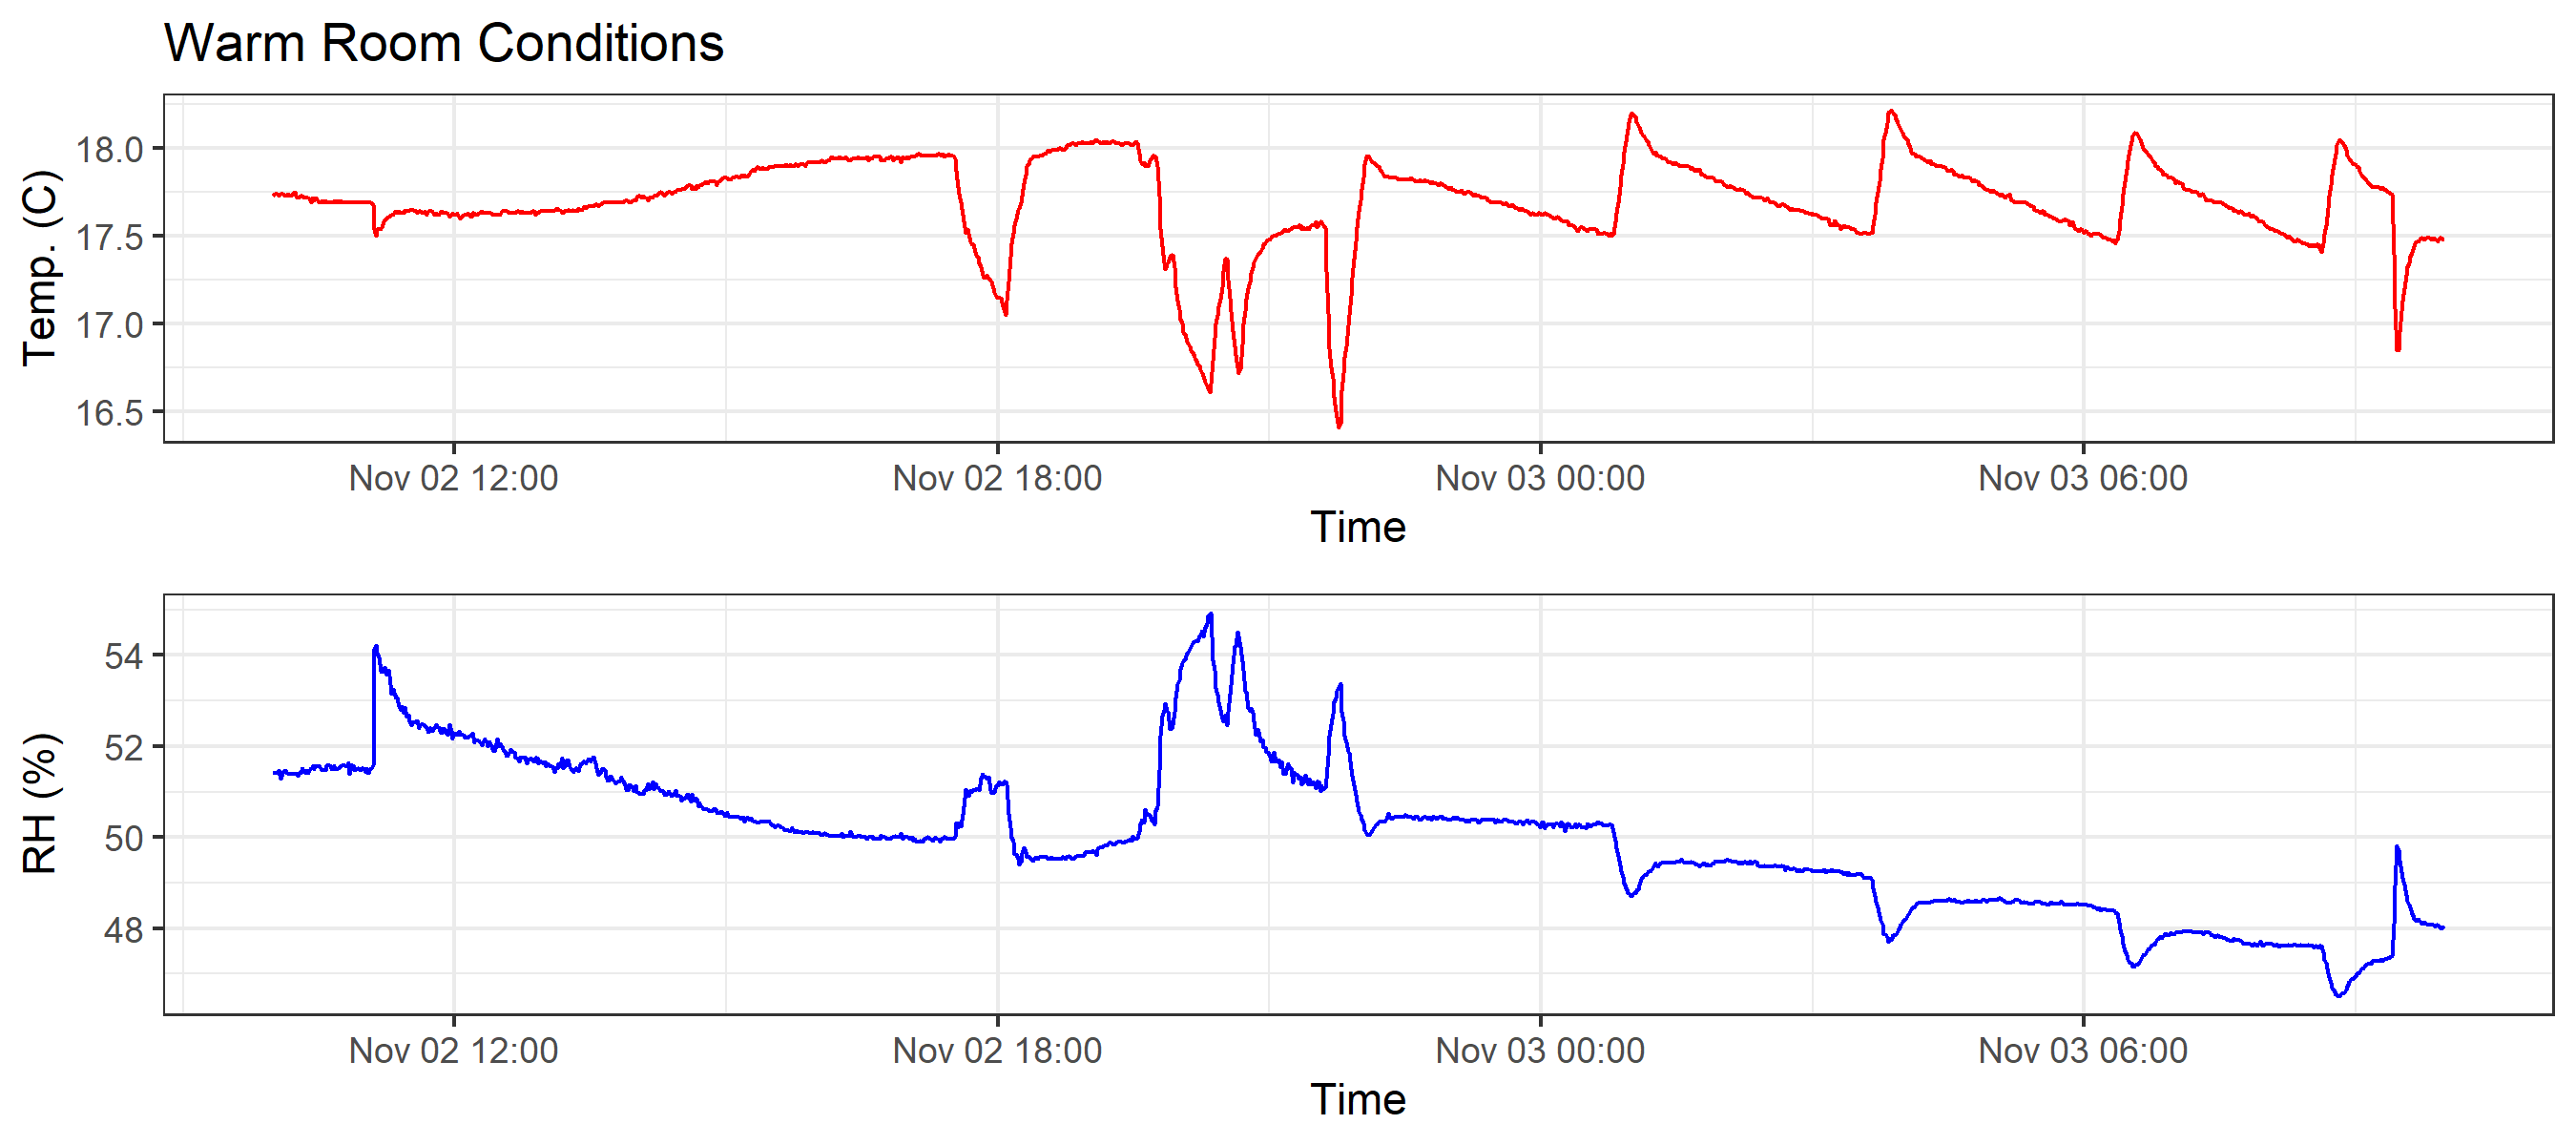 Warm Room Conditions
Temp. (C)
18.0
17.5
17.0
16.5
Nov 02 12:00 Nov 02 18:00 Nov 03 00:00 Nov 03 06:00
Time
RH (%)
54
52
50
48
Nov 02 12:00 Nov 02 18:00 Nov 03 00:00 Nov 03 06:00
Time